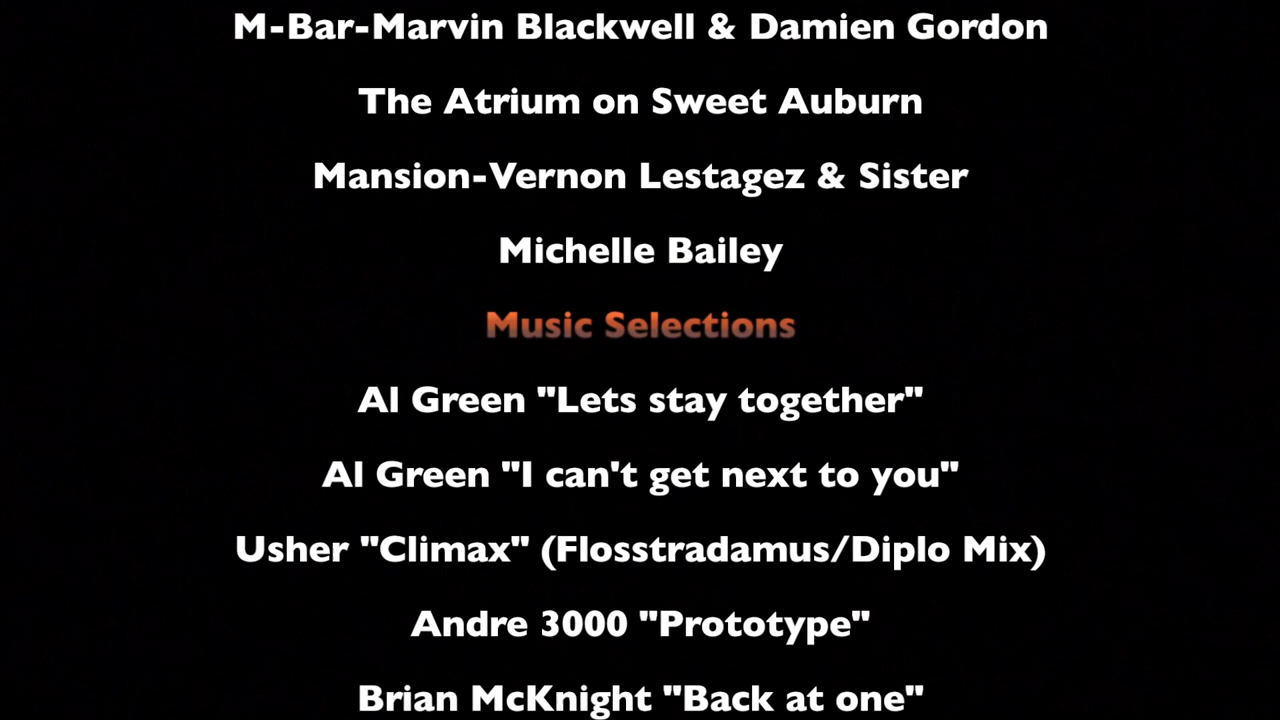 M-Bar-Marvin Blackwell & Damien Gordon
The Atrium on Sweet Auburn
Mansion-Vernon Lestagez & Sister
Michelle Bailey
Music Selections
Al Green "Lets stay together"
Al Green "I can't get next to you"
Usher "Climax" (Flosstradamus/Diplo Mix)
Andre 3000 "Prototype"
Brian McKnight "Back at one"